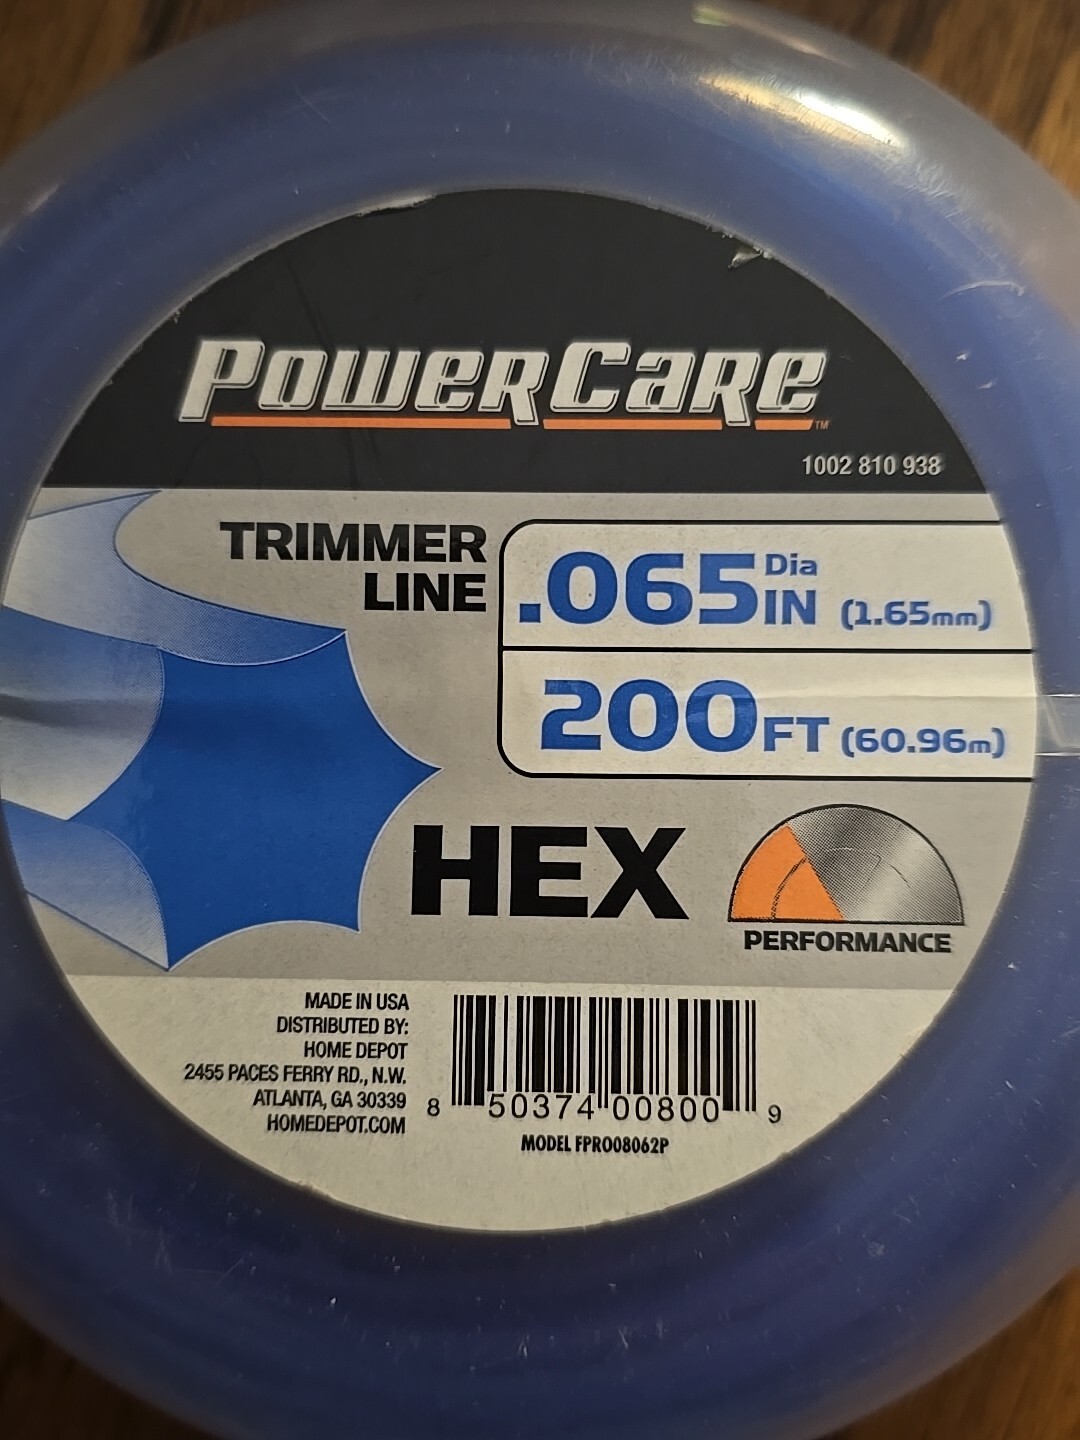 PowerCare™
1002 810 938
TRIMMER
LINE
.065 Dia IN (1.65mm)
200 FT (60.96m)
HEX
PERFORMANCE
MADE IN USA
DISTRIBUTED BY:
HOME DEPOT
2455 PACES FERRY RD., N.W.
ATLANTA, GA 30339
HOMEDEPOT.COM
8 50374 00800 9
MODEL FPRO08062P